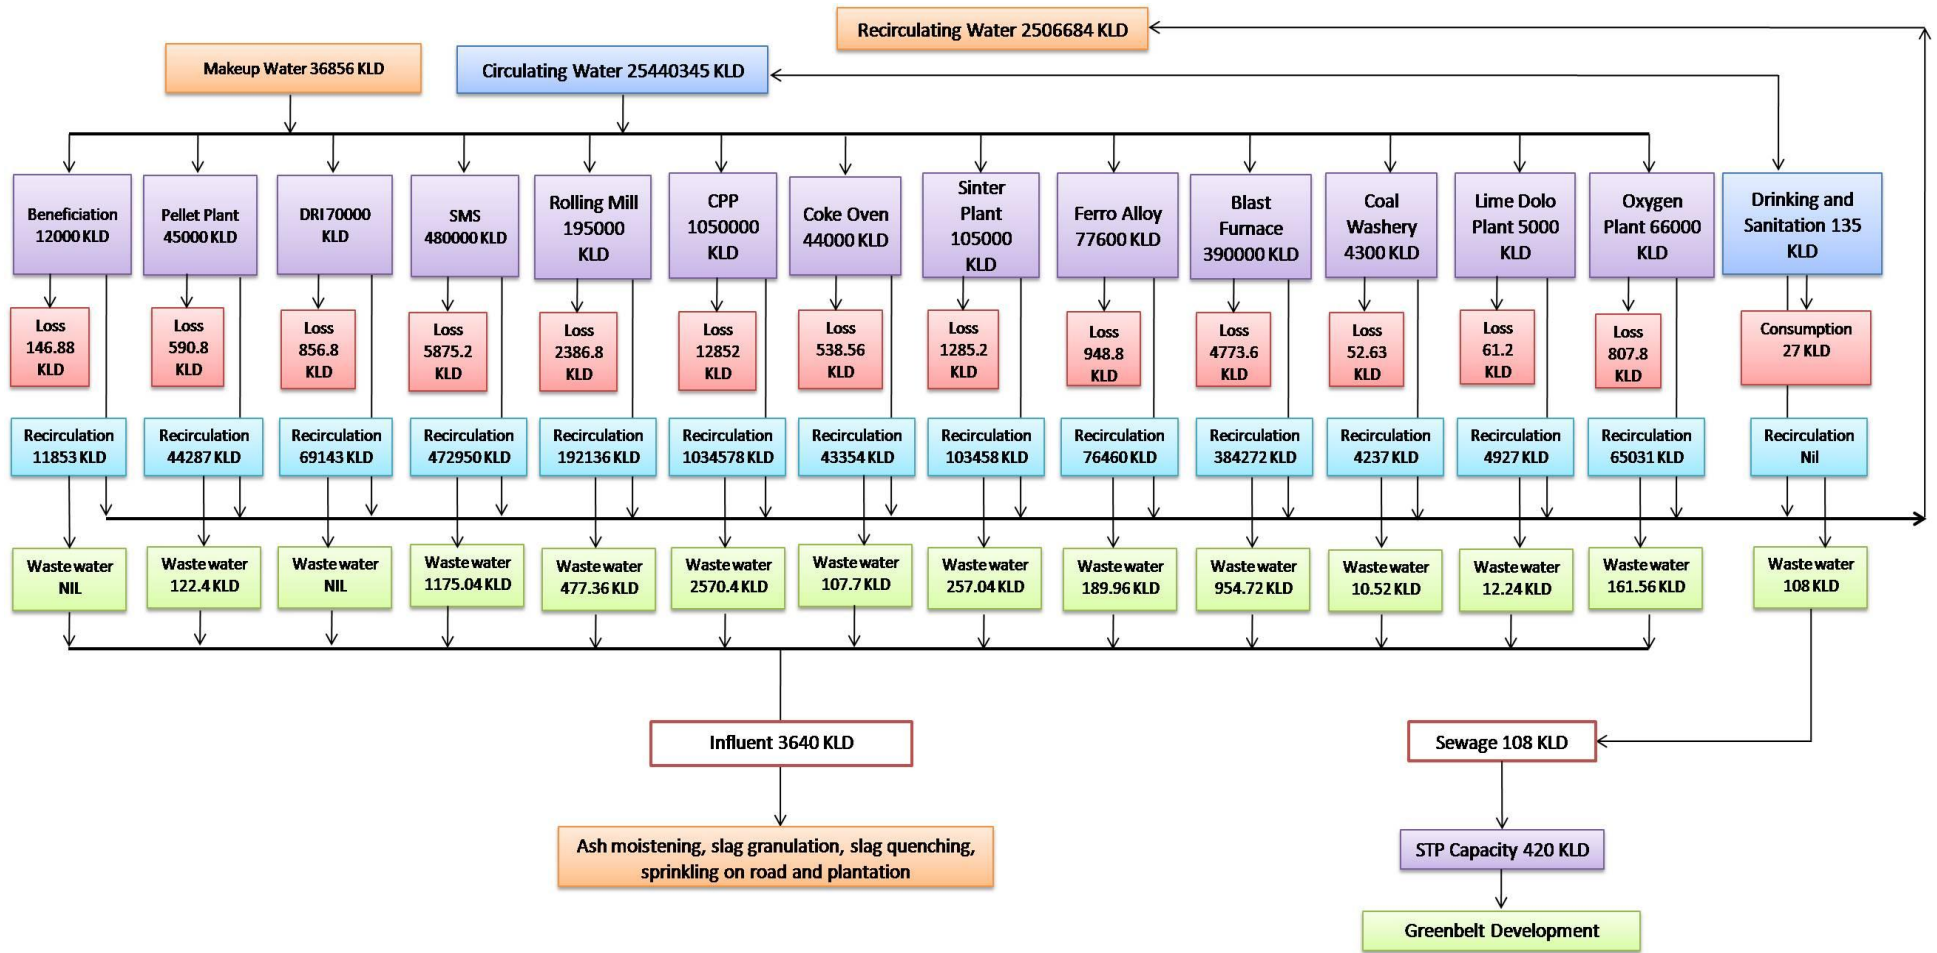 Recirculating Water 2506684 KLD
Makeup Water 36856 KLD
Circulating Water 25440345 KLD
Beneficiation
12000 KLD
Pellet Plant
45000 KLD
DRI 70000
KLD
SMS
480000 KLD
Rolling Mill
195000
KLD
CPP
1050000
KLD
Coke Oven
44000 KLD
Sinter
Plant
105000
KLD
Ferro Alloy
77600 KLD
Blast
Furnace
390000 KLD
Coal
Washery
4300 KLD
Lime Dolo
Plant 5000
KLD
Oxygen
Plant 66000
KLD
Drinking and
Sanitation 135
KLD
Loss
146.88
KLD
Loss
590.8
KLD
Loss
856.8
KLD
Loss
5875.2
KLD
Loss
2386.8
KLD
Loss
12852
KLD
Loss
538.56
KLD
Loss
1285.2
KLD
Loss
948.8
KLD
Loss
4773.6
KLD
Loss
52.63
KLD
Loss
61.2
KLD
Loss
807.8
KLD
Consumption
27 KLD
Recirculation
11853 KLD
Recirculation
44287 KLD
Recirculation
69143 KLD
Recirculation
472950 KLD
Recirculation
192136 KLD
Recirculation
1034578 KLD
Recirculation
43354 KLD
Recirculation
103458 KLD
Recirculation
76460 KLD
Recirculation
384272 KLD
Recirculation
4237 KLD
Recirculation
4927 KLD
Recirculation
65031 KLD
Recirculation
Nil
Waste water
NIL
Waste water
122.4 KLD
Waste water
NIL
Waste water
1175.04 KLD
Waste water
477.36 KLD
Waste water
2570.4 KLD
Waste water
107.7 KLD
Waste water
257.04 KLD
Waste water
189.96 KLD
Waste water
954.72 KLD
Waste water
10.52 KLD
Waste water
12.24 KLD
Waste water
161.56 KLD
Waste water
108 KLD
Influent 3640 KLD
Sewage 108 KLD
Ash moistening, slag granulation, slag quenching,
sprinkling on road and plantation
STP Capacity 420 KLD
Greenbelt Development